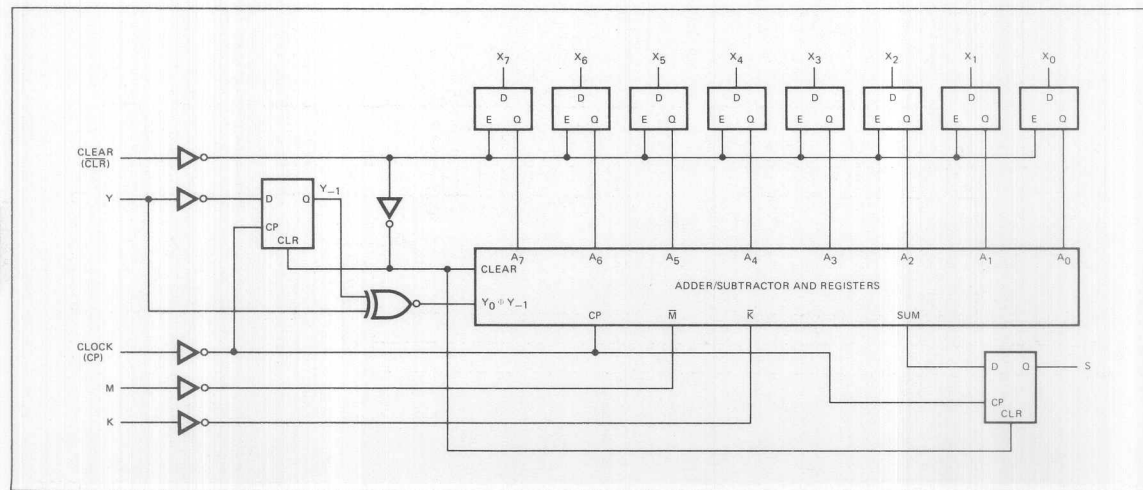 X7 X6 X5 X4 X3 X2 X1 X0
D D D D D D D D
E Q E Q E Q E Q E Q E Q E Q E Q
CLEAR
(C̅L̅R̅)
Y
D Q Y−1
CP
CLR
A7 A6 A5 A4 A3 A2 A1 A0
CLEAR
ADDER/SUBTRACTOR AND REGISTERS
Y0 ⊕ Y−1
CP M̅ K̅ SUM
CLOCK
(CP)
D Q S
M
CP
CLR
K